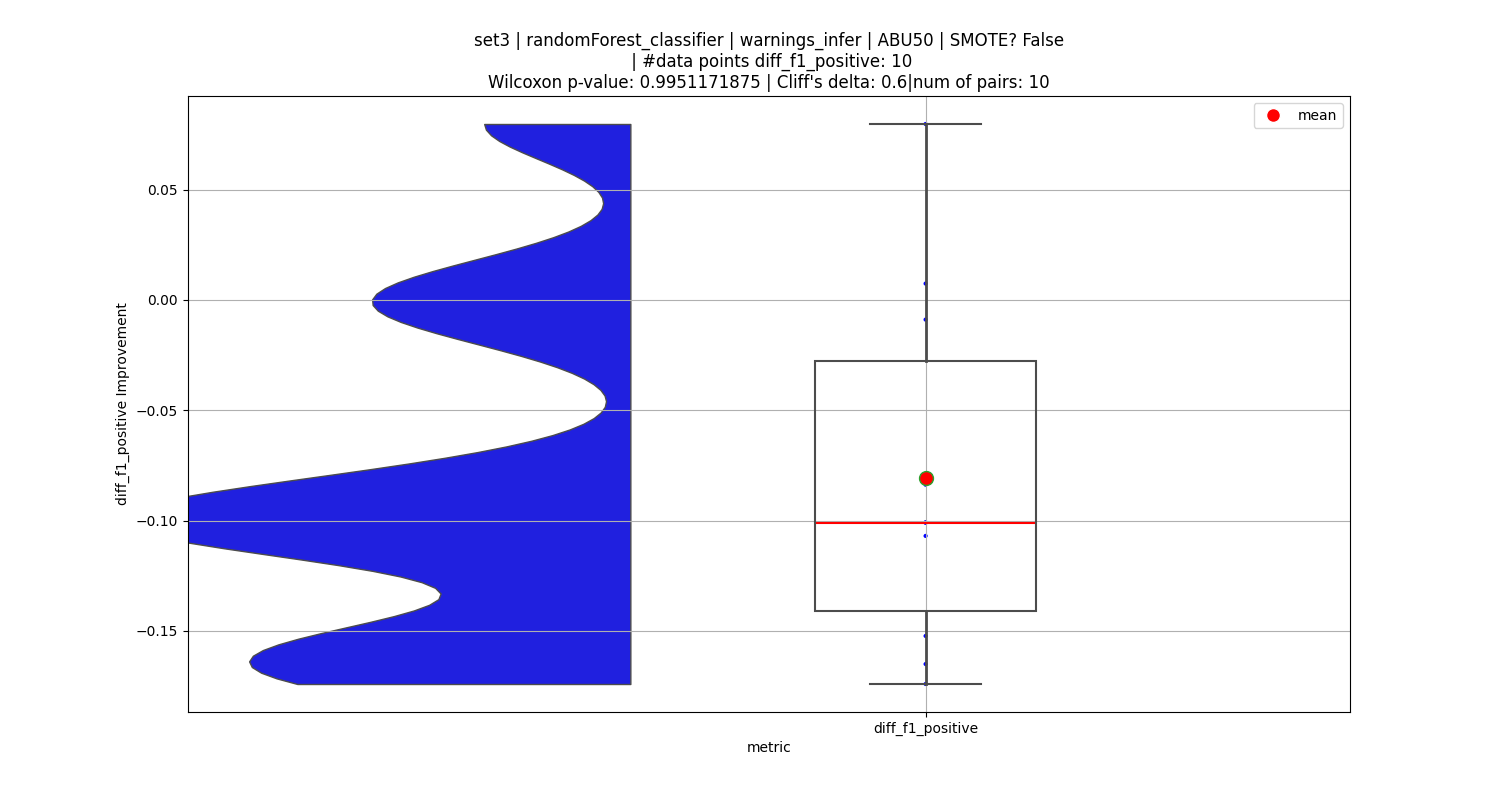 set3 | randomForest_classifier | warnings_infer | ABU50 | SMOTE? False
| #data points diff_f1_positive: 10
Wilcoxon p-value: 0.9951171875 | Cliff's delta: 0.6|num of pairs: 10
mean
0.05
0.00
−0.05
−0.10
−0.15
diff_f1_positive Improvement
diff_f1_positive
metric